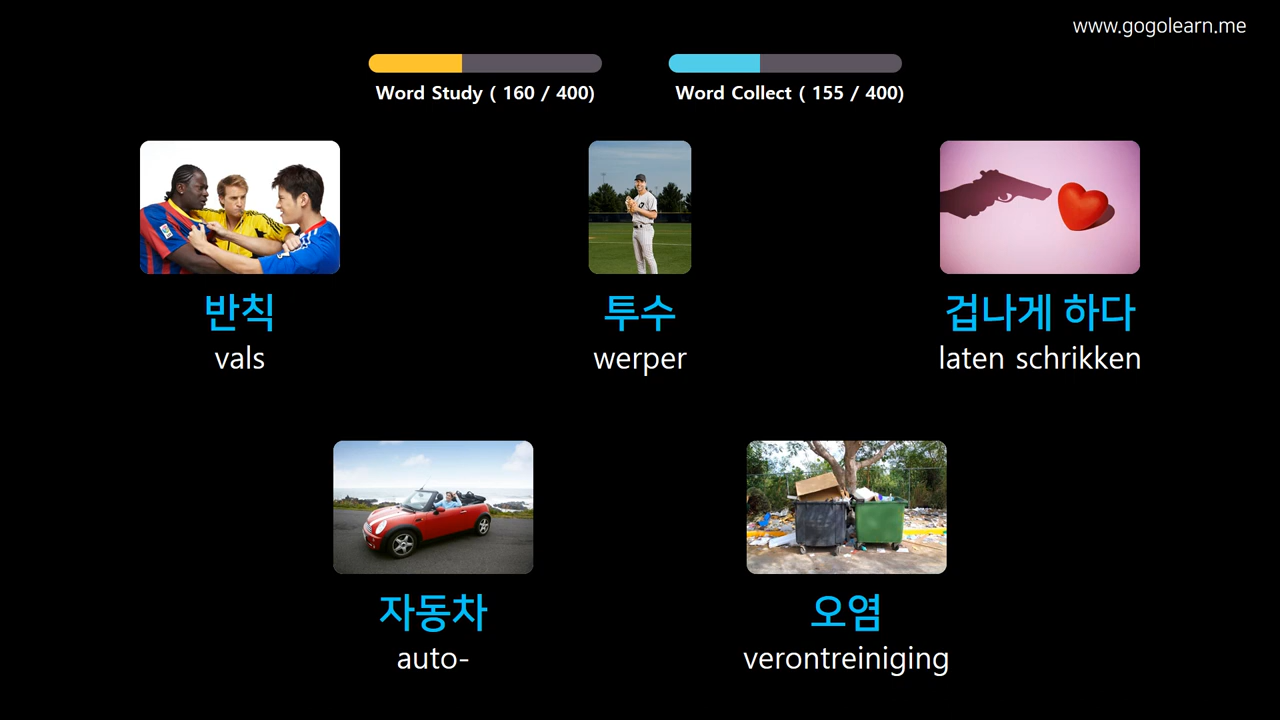 www.gogolearn.me
Word Study ( 160 / 400)
Word Collect ( 155 / 400)
반칙
vals
투수
werper
겁나게 하다
laten schrikken
자동차
auto-
오염
verontreiniging